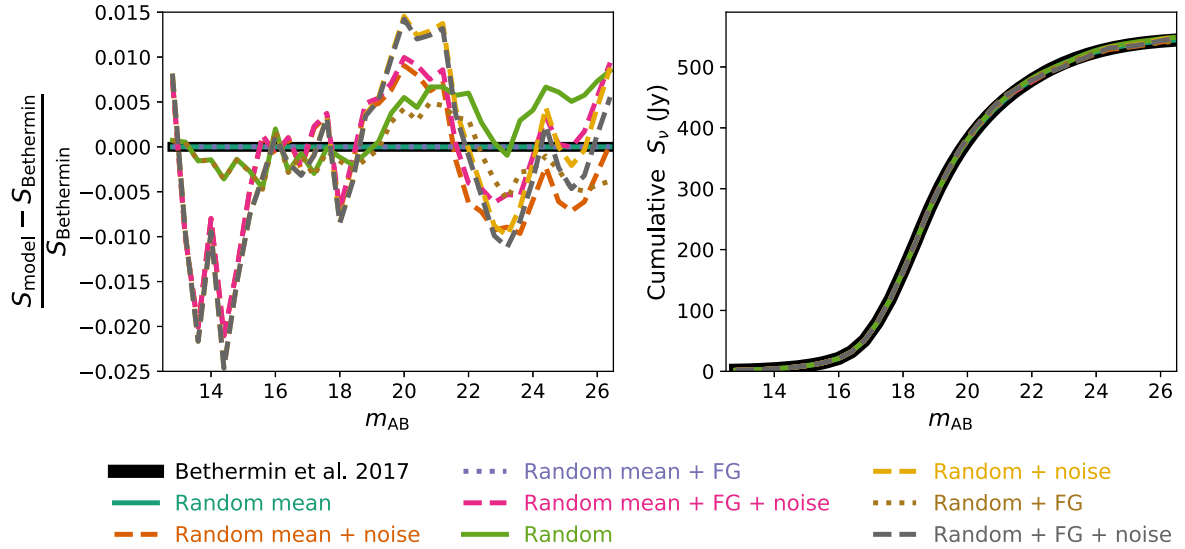 0.015
0.010
0.005
0.000
−0.005
−0.010
−0.015
−0.020
−0.025
S_model − S_Bethermin
S_Bethermin
14 16 18 20 22 24 26
m_AB
500
400
300
200
100
0
Cumulative S_ν (Jy)
14 16 18 20 22 24 26
m_AB
Bethermin et al. 2017
Random mean
Random mean + noise
Random mean + FG
Random mean + FG + noise
Random
Random + noise
Random + FG
Random + FG + noise